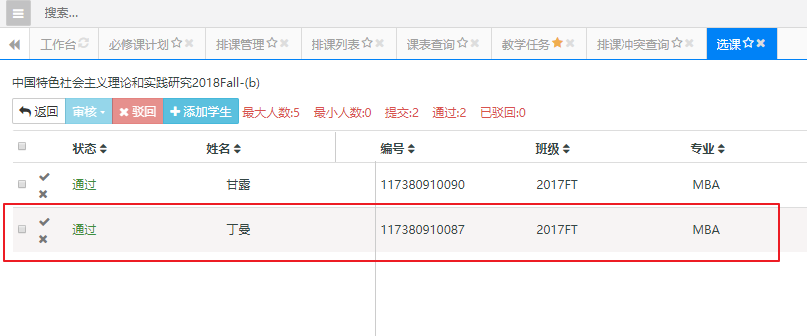 搜索...
工作台 必修课计划 排课管理 排课列表 课表查询 教学任务 排课冲突查询 选课
中国特色社会主义理论和实践研究2018Fall-(b)
返回 审核 驳回 添加学生 最大人数:5 最小人数:0 提交:2 通过:2 已驳回:0
状态 姓名 编号 班级 专业
通过 甘露 117380910090 2017FT MBA
通过 丁曼 117380910087 2017FT MBA